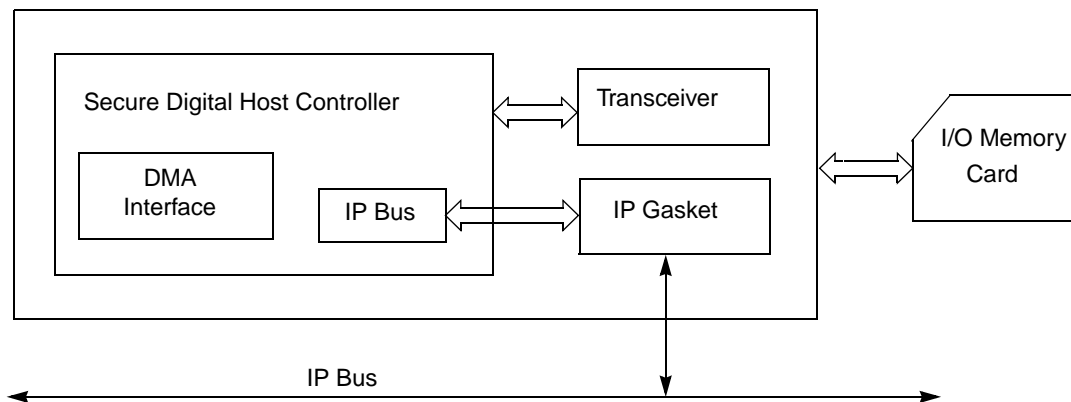 Secure Digital Host Controller
DMA
Interface
IP Bus
Transceiver
IP Gasket
I/O Memory
Card
IP Bus